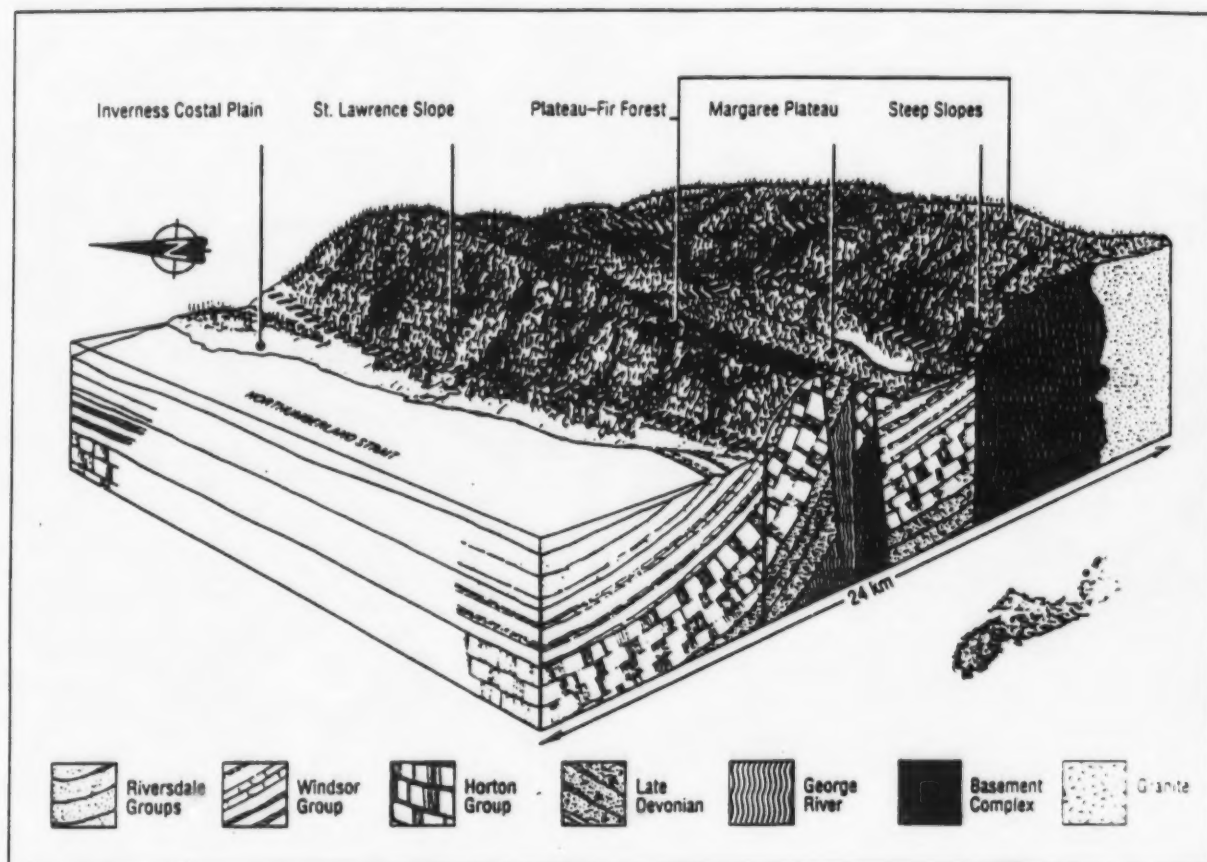 Inverness Costal Plain St. Lawrence Slope Plateau–Fir Forest Margaree Plateau Steep Slopes
N
NORTHUMBERLAND STRAIT
24 km
Riversdale Groups
Windsor Group
Horton Group
Late Devonian
George River
Basement Complex
Granite